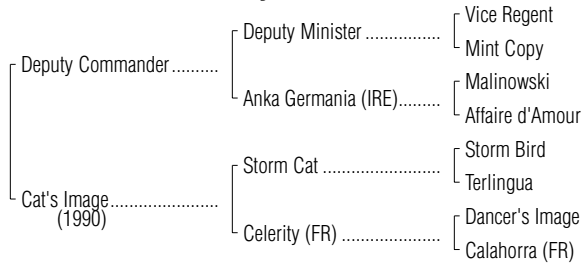 Vice Regent
Deputy Minister ..................
Mint Copy
Deputy Commander..........
Malinowski
Anka Germania (IRE).........
Affaire d'Amour
Storm Bird
Storm Cat .........................
Terlingua
Cat's Image.......................
(1990)
Dancer's Image
Celerity (FR) .....................
Calahorra (FR)